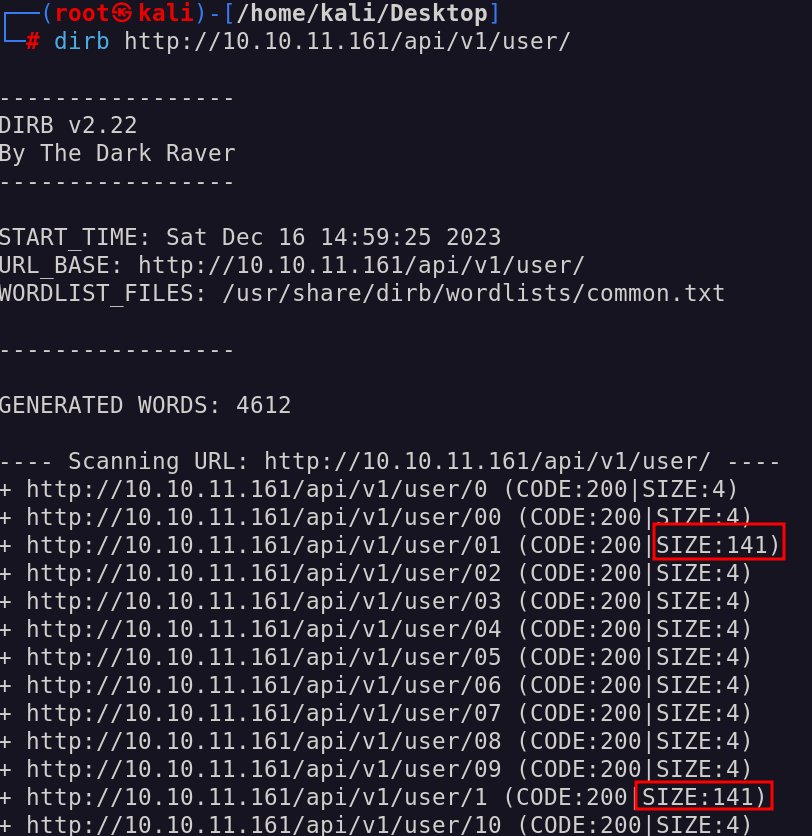 (root㉿kali)-[/home/kali/Desktop]
# dirb http://10.10.11.161/api/v1/user/
-----------------
DIRB v2.22
By The Dark Raver
-----------------
START_TIME: Sat Dec 16 14:59:25 2023
URL_BASE: http://10.10.11.161/api/v1/user/
WORDLIST_FILES: /usr/share/dirb/wordlists/common.txt
-----------------
GENERATED WORDS: 4612
---- Scanning URL: http://10.10.11.161/api/v1/user/ ----
+ http://10.10.11.161/api/v1/user/0 (CODE:200|SIZE:4)
+ http://10.10.11.161/api/v1/user/00 (CODE:200|SIZE:4)
+ http://10.10.11.161/api/v1/user/01 (CODE:200|SIZE:141)
+ http://10.10.11.161/api/v1/user/02 (CODE:200|SIZE:4)
+ http://10.10.11.161/api/v1/user/03 (CODE:200|SIZE:4)
+ http://10.10.11.161/api/v1/user/04 (CODE:200|SIZE:4)
+ http://10.10.11.161/api/v1/user/05 (CODE:200|SIZE:4)
+ http://10.10.11.161/api/v1/user/06 (CODE:200|SIZE:4)
+ http://10.10.11.161/api/v1/user/07 (CODE:200|SIZE:4)
+ http://10.10.11.161/api/v1/user/08 (CODE:200|SIZE:4)
+ http://10.10.11.161/api/v1/user/09 (CODE:200|SIZE:4)
+ http://10.10.11.161/api/v1/user/1 (CODE:200|SIZE:141)
+ http://10.10.11.161/api/v1/user/10 (CODE:200|SIZE:4)